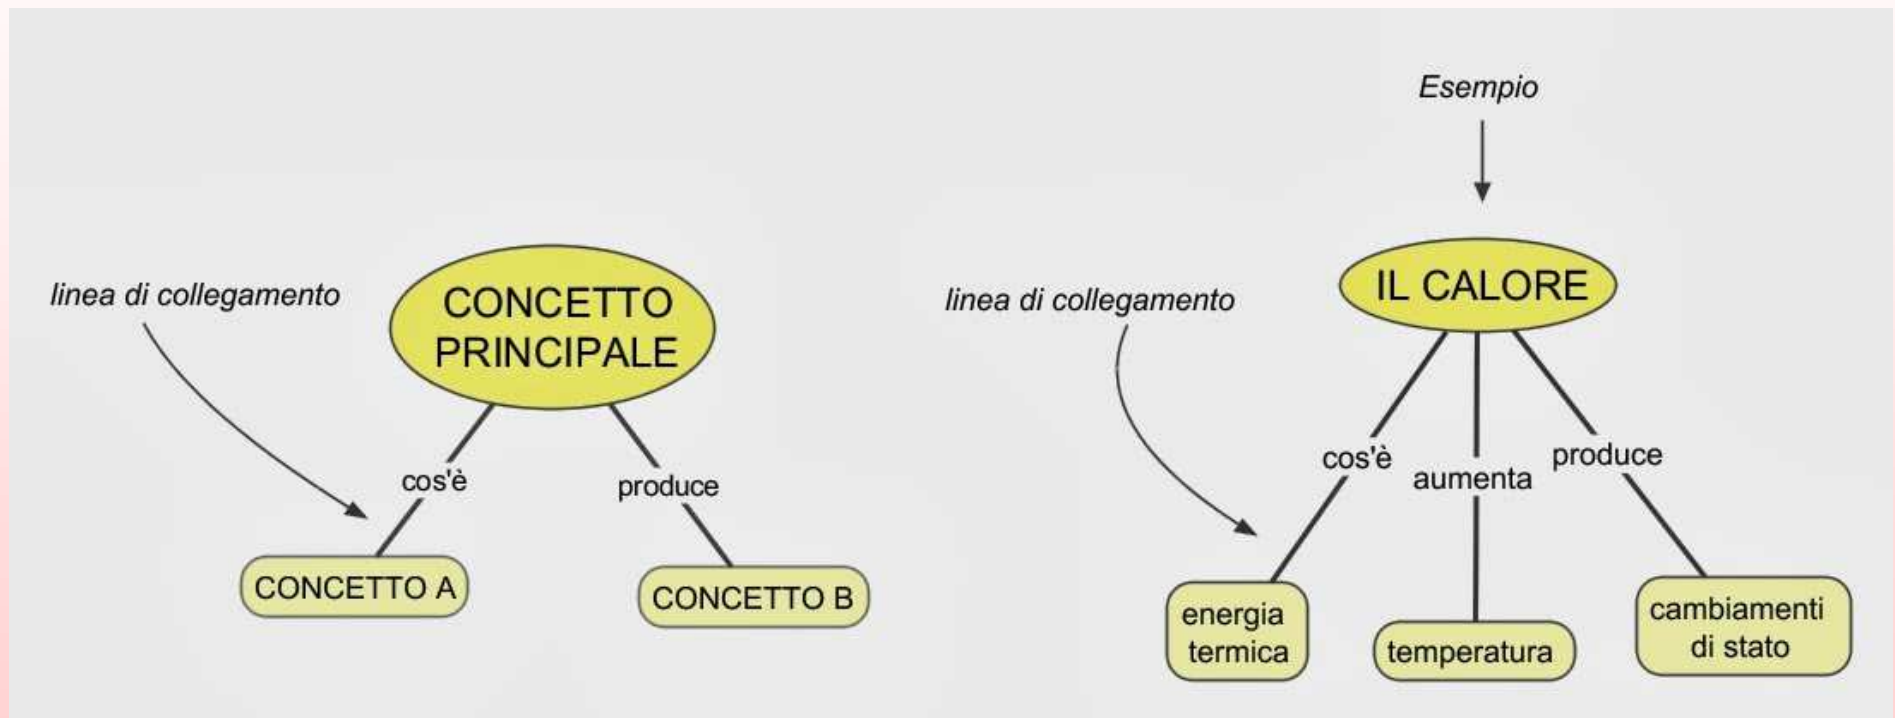 linea di collegamento
CONCETTO
PRINCIPALE
cos'è
produce
CONCETTO A
CONCETTO B
Esempio
linea di collegamento
IL CALORE
cos'è
aumenta
produce
energia
termica
temperatura
cambiamenti
di stato